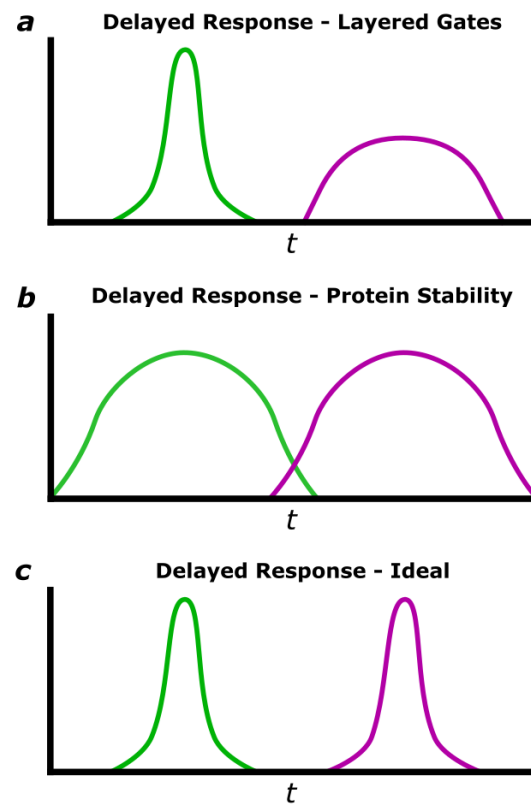 a Delayed Response - Layered Gates
t
b Delayed Response - Protein Stability
t
c Delayed Response - Ideal
t